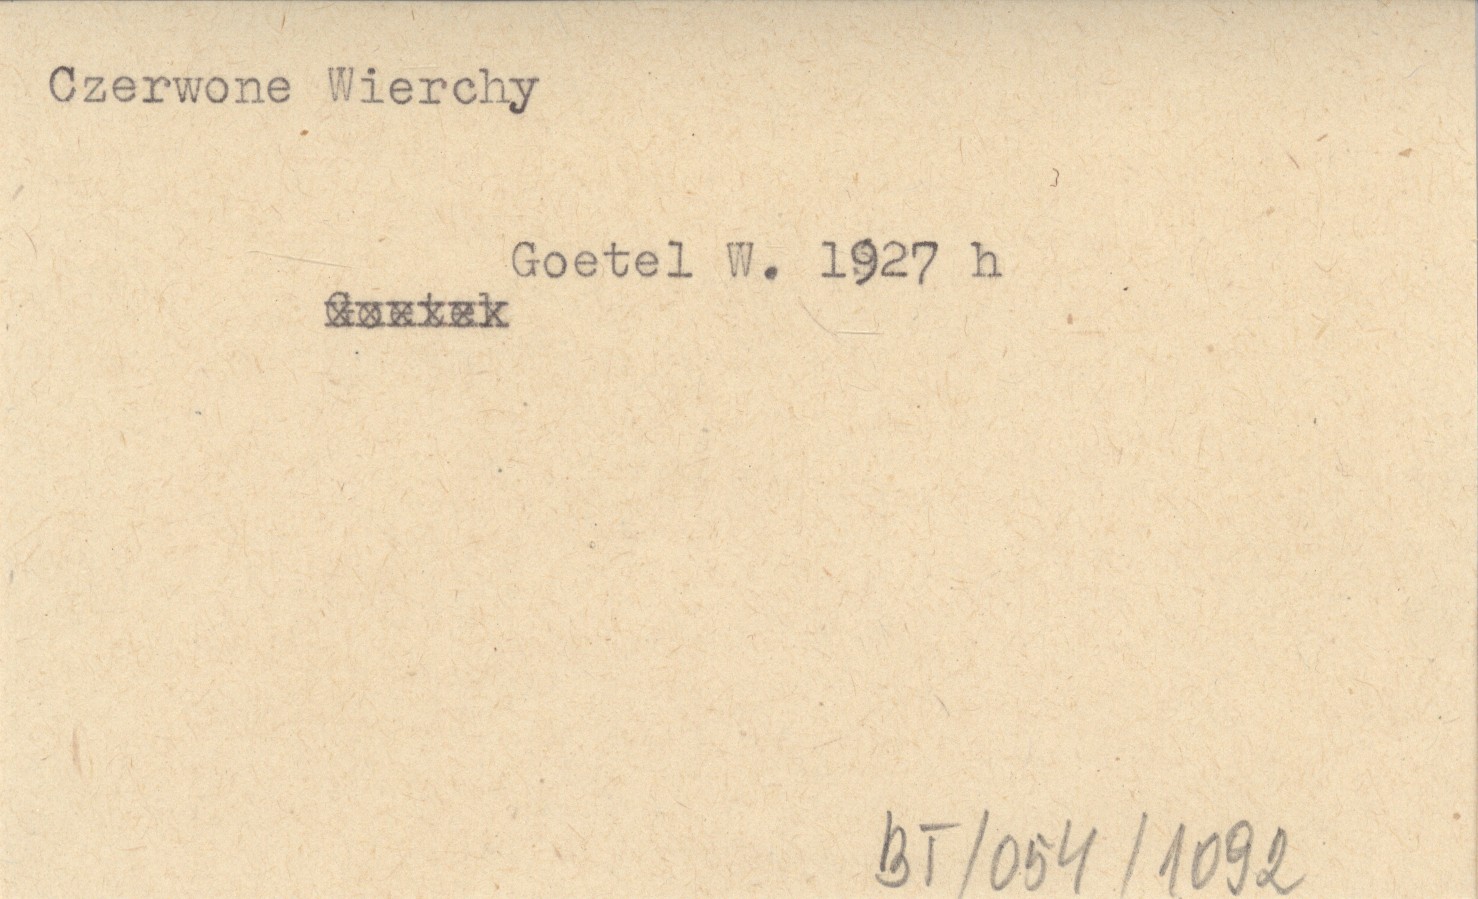 Czerwone Wierchy
Goetel W. 1927 h
BT/054/1092